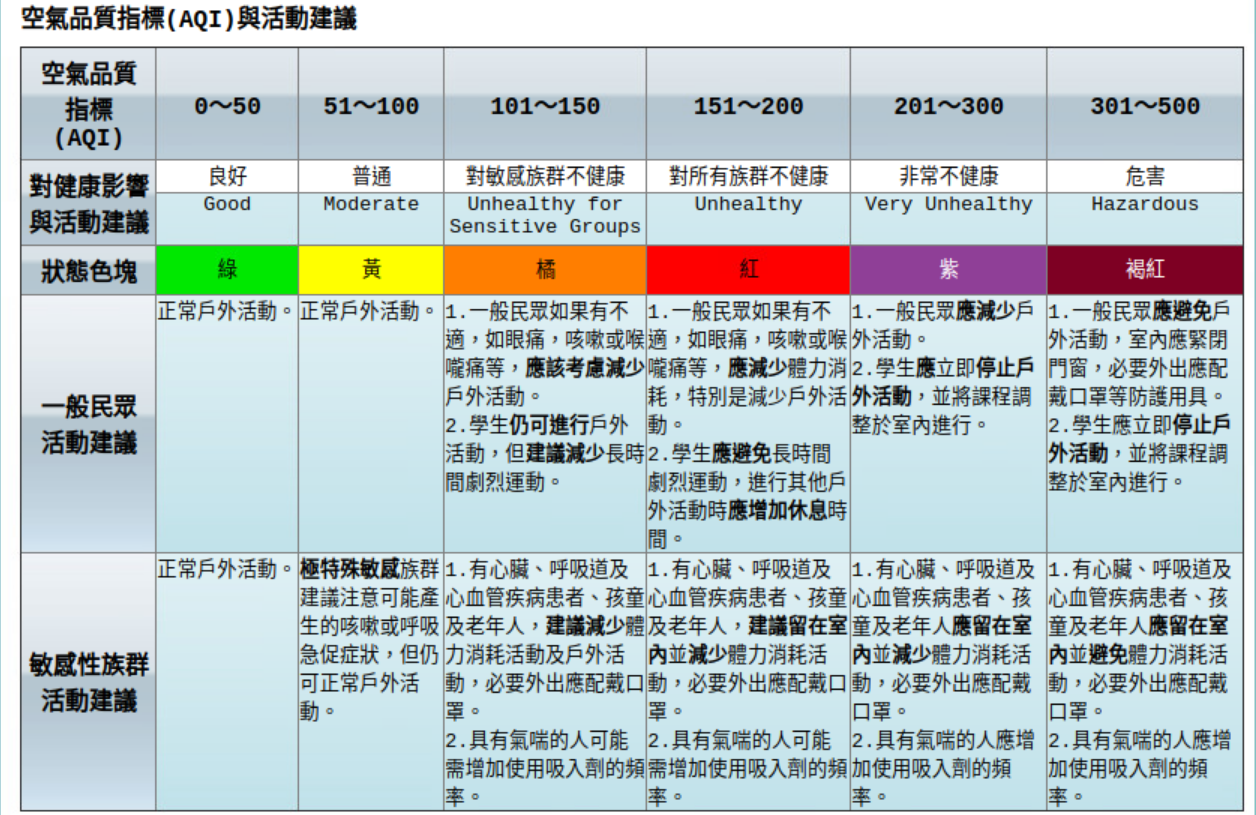 空氣品質指標(AQI)與活動建議
空氣品質
指標
(AQI)
0～50
51～100
101～150
151～200
201～300
301～500
對健康影響
與活動建議
良好
Good
普通
Moderate
對敏感族群不健康
Unhealthy for
Sensitive Groups
對所有族群不健康
Unhealthy
非常不健康
Very Unhealthy
危害
Hazardous
狀態色塊
綠
黃
橘
紅
紫
褐紅
一般民眾
活動建議
正常戶外活動。
正常戶外活動。
1.一般民眾如果有不
適，如眼痛，咳嗽或喉
嚨痛等，應該考慮減少
戶外活動。
2.學生仍可進行戶外
活動，但建議減少長時
間劇烈運動。
1.一般民眾如果有不
適，如眼痛，咳嗽或喉
嚨痛等，應減少體力消
耗，特別是減少戶外活
動。
2.學生應避免長時間
劇烈運動，進行其他戶
外活動時應增加休息時
間。
1.一般民眾應減少戶
外活動。
2.學生應立即停止戶
外活動，並將課程調
整於室內進行。
1.一般民眾應避免戶
外活動，室內應緊閉
門窗，必要外出應配
戴口罩等防護用具。
2.學生應立即停止戶
外活動，並將課程調
整於室內進行。
敏感性族群
活動建議
正常戶外活動。
極特殊敏感族群
建議注意可能產
生的咳嗽或呼吸
急促症狀，但仍
可正常戶外活
動。
1.有心臟、呼吸道及
心血管疾病患者、孩童
及老年人，建議減少體
力消耗活動及戶外活
動，必要外出應配戴口
罩。
2.具有氣喘的人可能
需增加使用吸入劑的頻
率。
1.有心臟、呼吸道及
心血管疾病患者、孩童
及老年人，建議留在室
內並減少體力消耗活
動，必要外出應配戴口
罩。
2.具有氣喘的人可能
需增加使用吸入劑的頻
率。
1.有心臟、呼吸道及
心血管疾病患者、孩
童及老年人應留在室
內並減少體力消耗活
動，必要外出應配戴
口罩。
2.具有氣喘的人應增
加使用吸入劑的頻
率。
1.有心臟、呼吸道及
心血管疾病患者、孩
童及老年人應留在室
內並避免體力消耗活
動，必要外出應配戴
口罩。
2.具有氣喘的人應增
加使用吸入劑的頻
率。